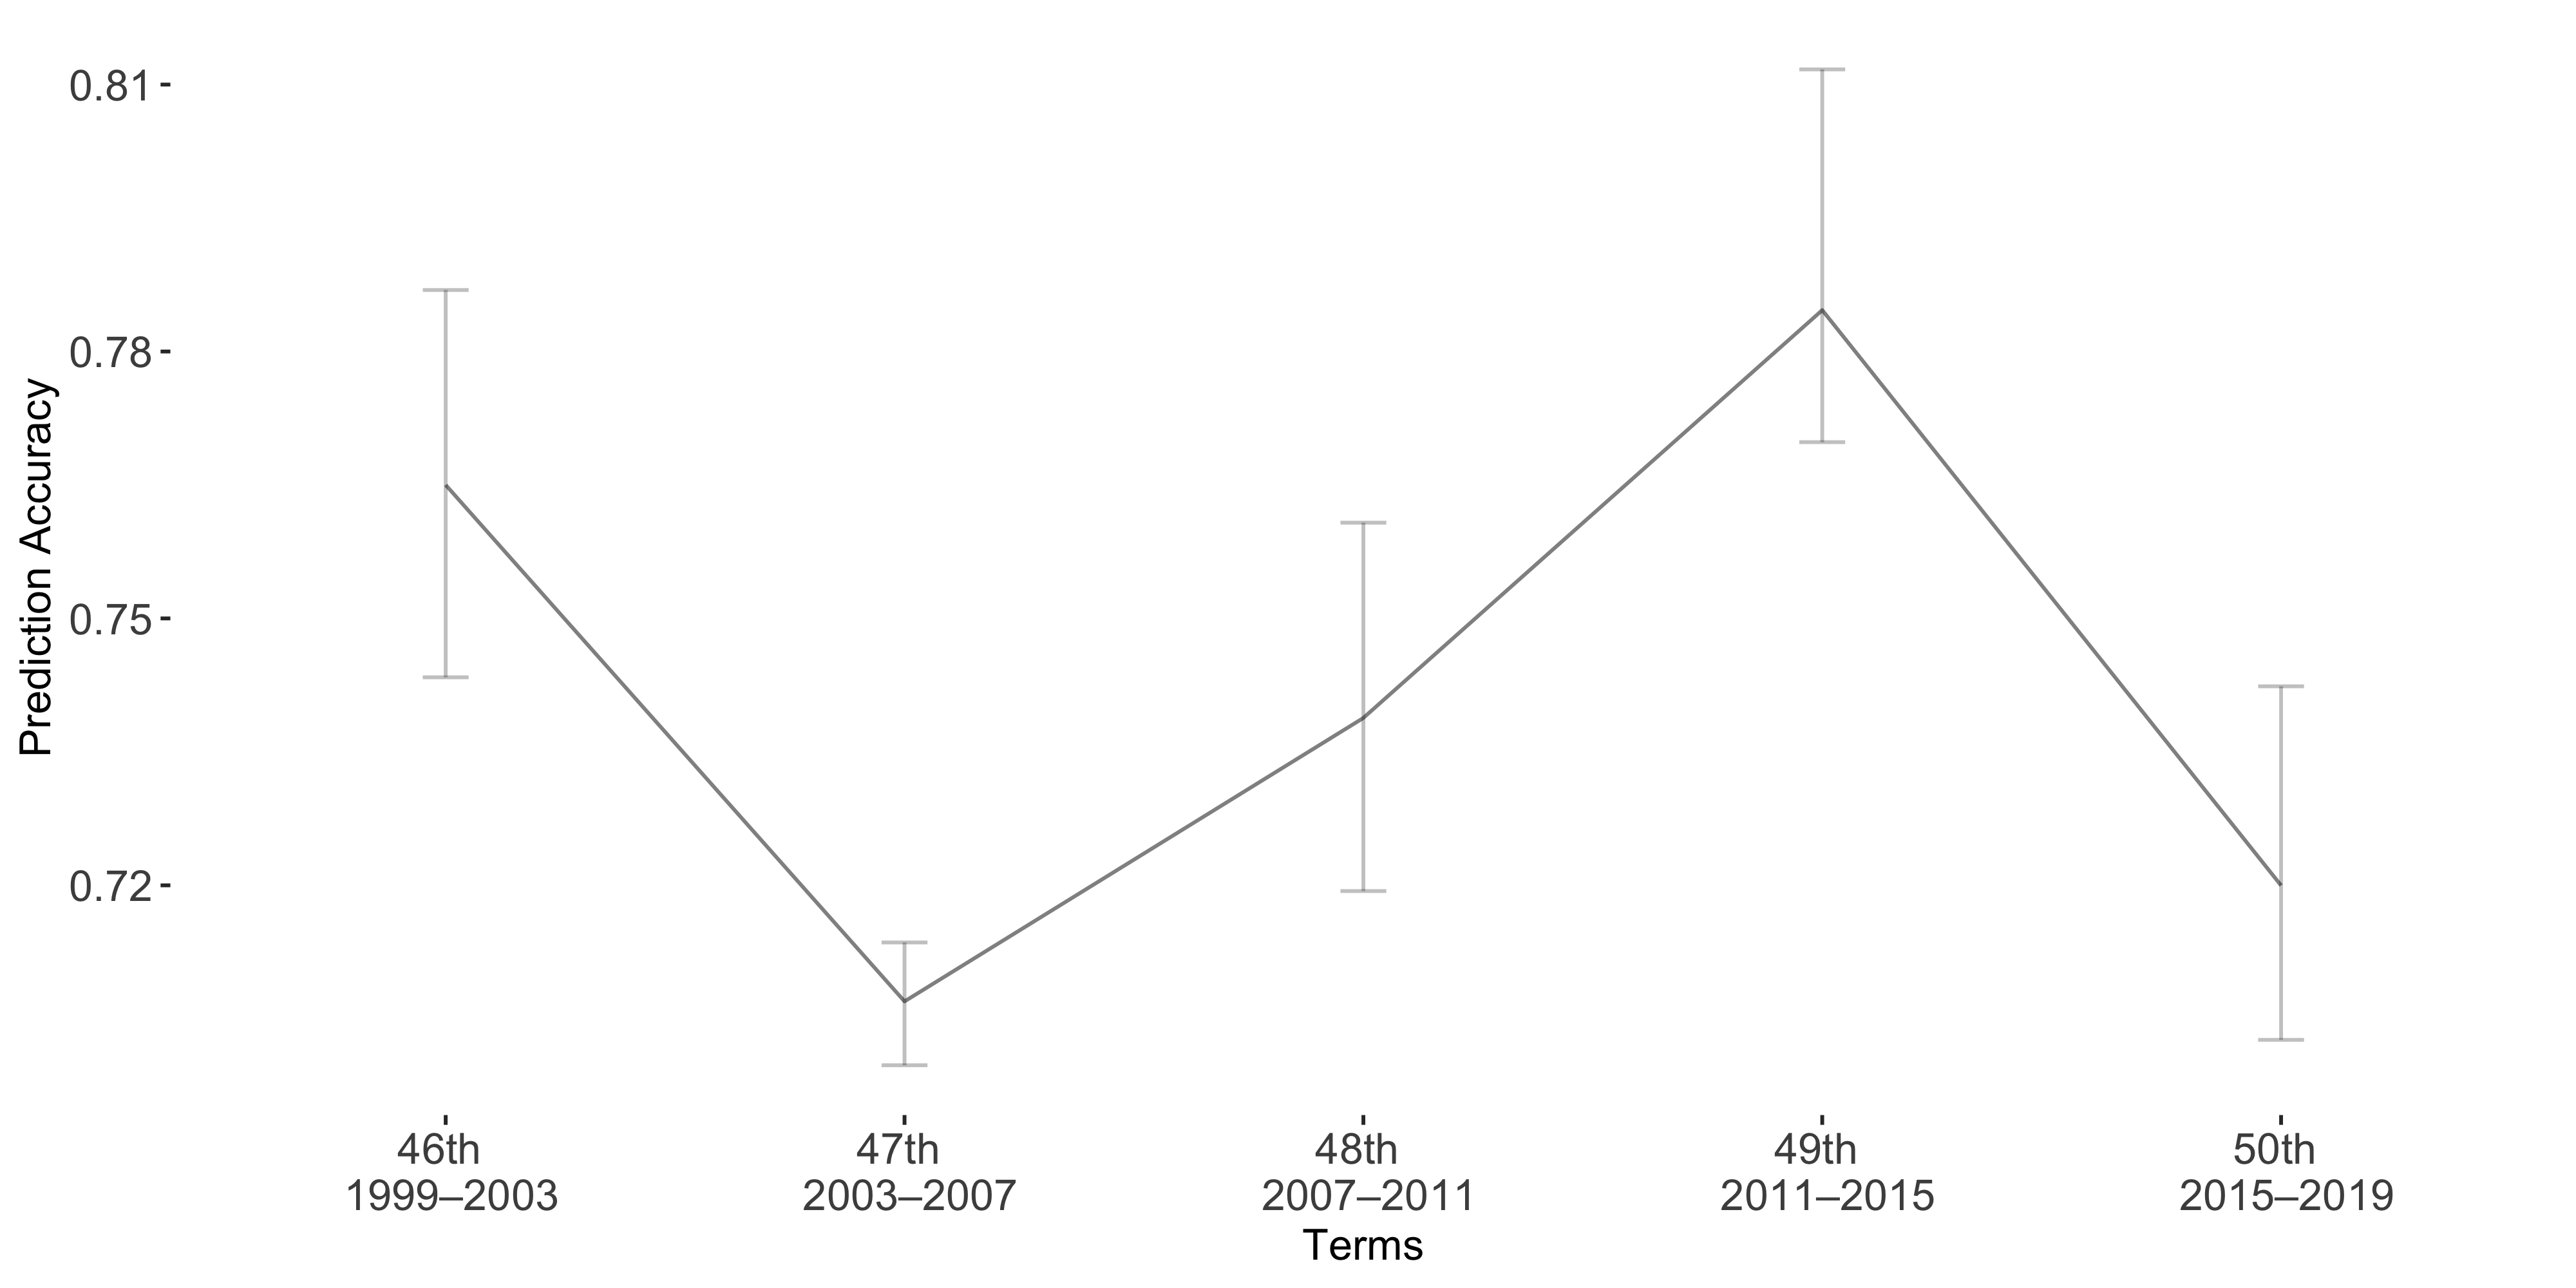 Prediction Accuracy
0.81
0.78
0.75
0.72
46th
1999–2003
47th
2003–2007
48th
2007–2011
49th
2011–2015
50th
2015–2019
Terms